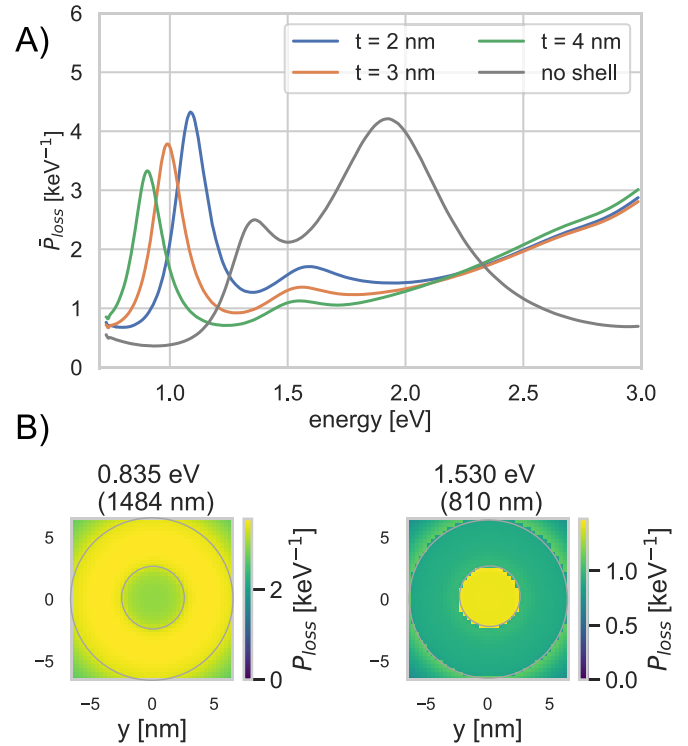 A)
6
5
4
3
2
1
0
P̄loss [keV−1]
t = 2 nm
t = 3 nm
t = 4 nm
no shell
1.0 1.5 2.0 2.5 3.0
energy [eV]
B)
0.835 eV
(1484 nm)
5
0
−5
−5 0 5
y [nm]
2
0
Ploss [keV−1]
1.530 eV
(810 nm)
5
0
−5
−5 0 5
y [nm]
1.0
0.5
0.0
Ploss [keV−1]